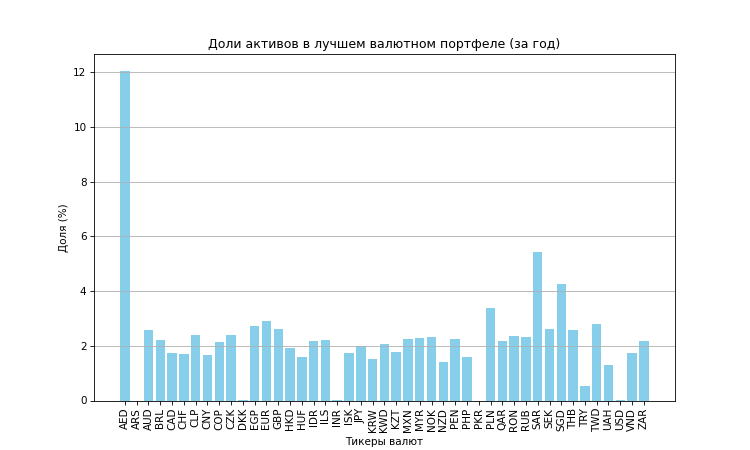 Доли активов в лучшем валютном портфеле (за год)
Доля (%)
12
10
8
6
4
2
0
AED
ARS
AUD
BRL
CAD
CHF
CLP
CNY
COP
CZK
DKK
EGP
EUR
GBP
HKD
HUF
IDR
ILS
INR
ISK
JPY
KRW
KWD
KZT
MXN
MYR
NOK
NZD
PEN
PHP
PKR
PLN
QAR
RON
RUB
SAR
SEK
SGD
THB
TRY
TWD
UAH
USD
VND
ZAR
Тикеры валют